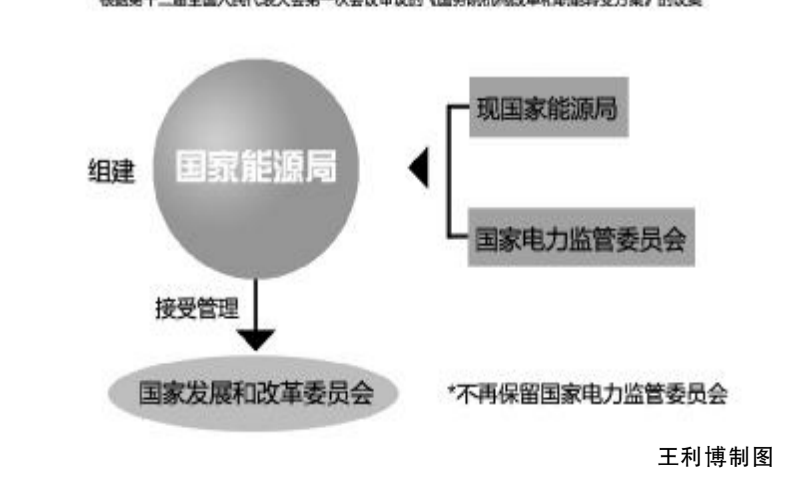 组建
国家能源局
现国家能源局
国家电力监管委员会
接受管理
国家发展和改革委员会
*不再保留国家电力监管委员会
王利博制图